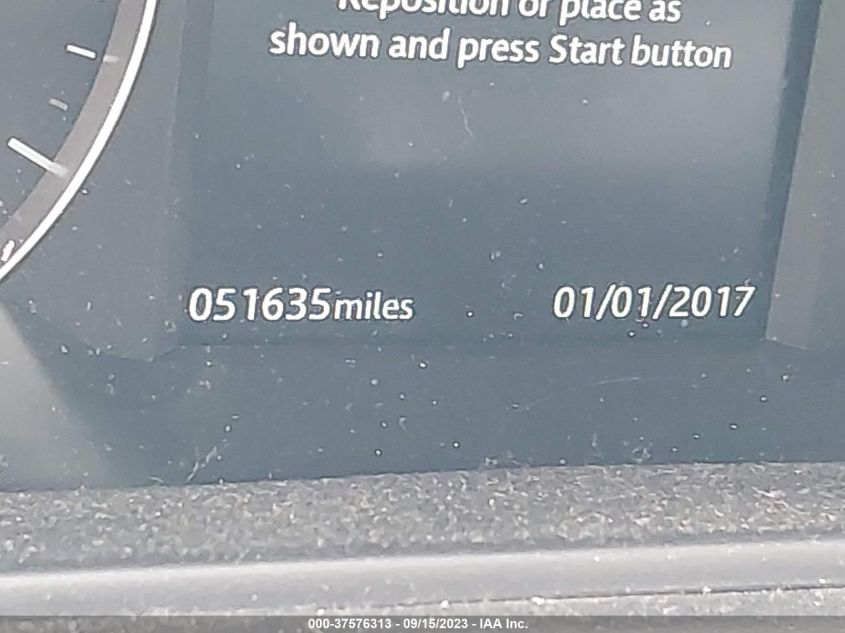 Reposition or place as
shown and press Start button
051635miles 01/01/2017
000-37576313 - 09/15/2023 - IAA Inc.